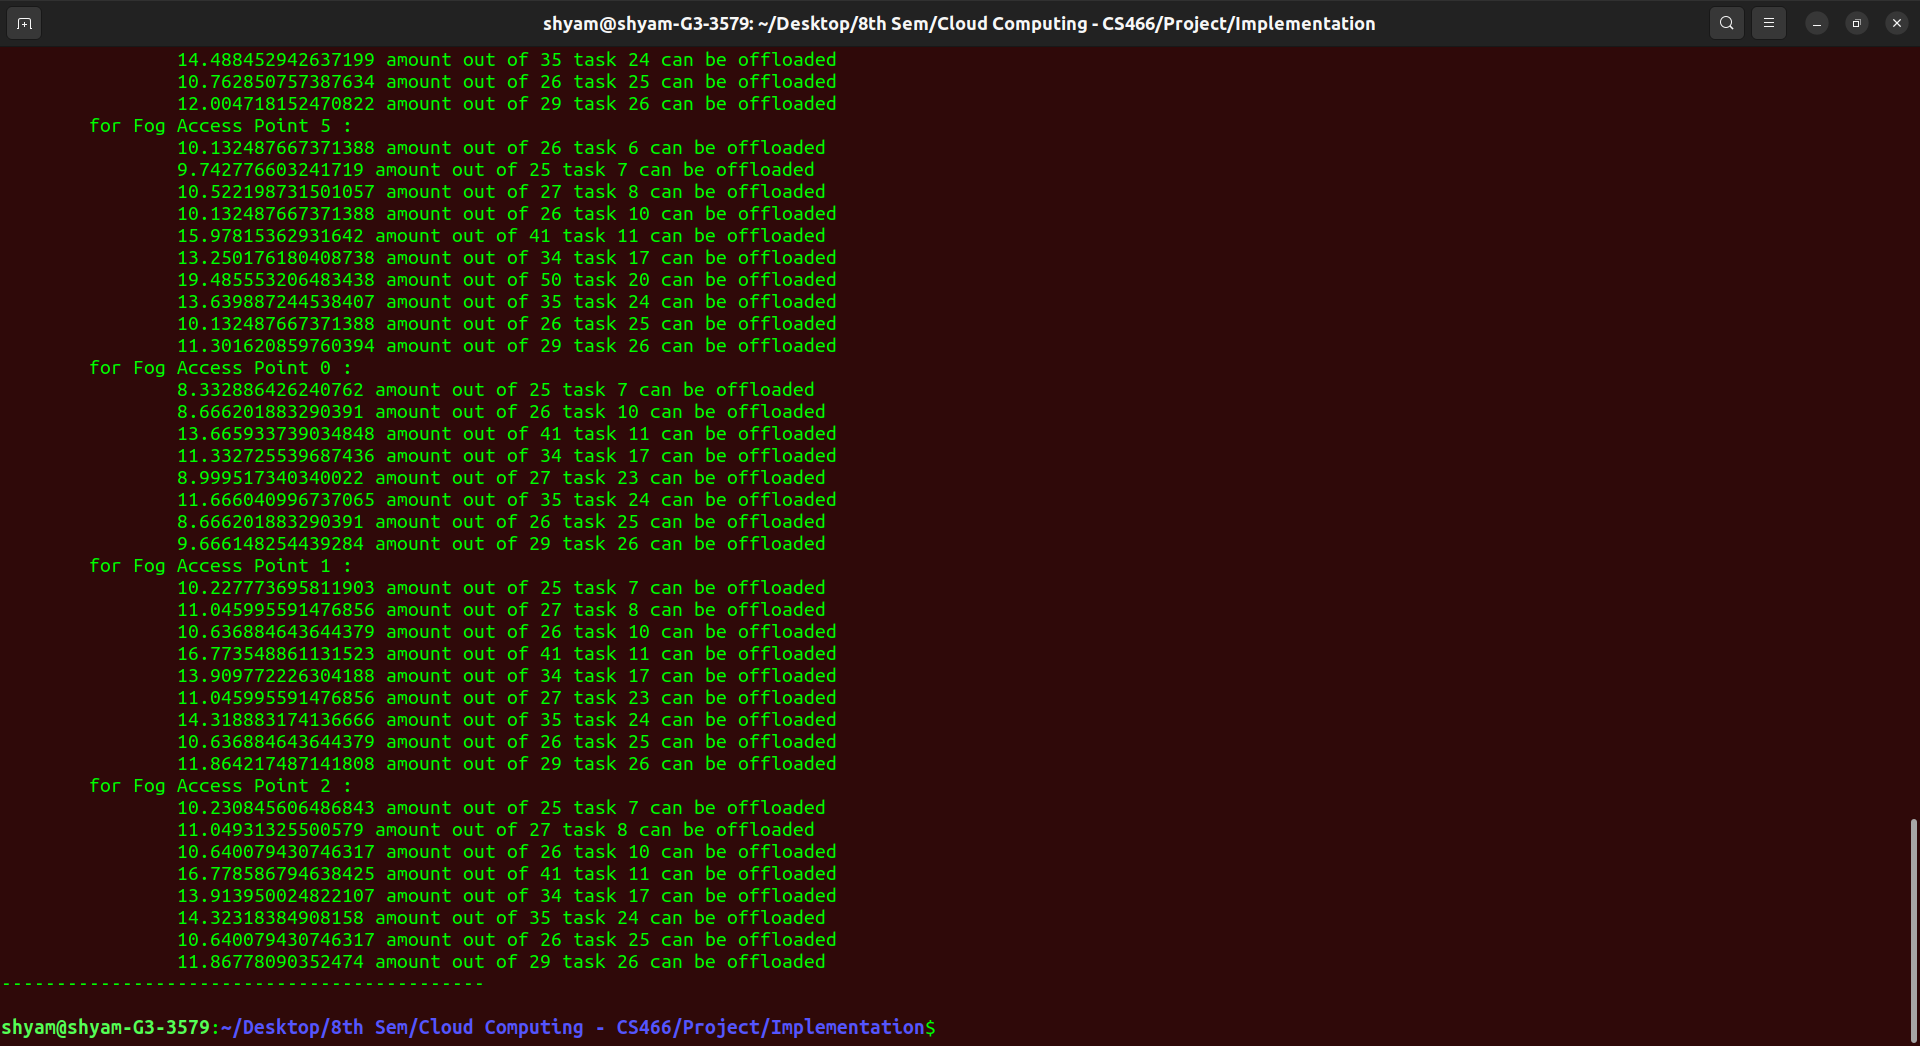 shyam@shyam-G3-3579: ~/Desktop/8th Sem/Cloud Computing - CS466/Project/Implementation
14.488452942637199 amount out of 35 task 24 can be offloaded
10.762850757387634 amount out of 26 task 25 can be offloaded
12.004718152470822 amount out of 29 task 26 can be offloaded
for Fog Access Point 5 :
10.132487667371388 amount out of 26 task 6 can be offloaded
9.742776603241719 amount out of 25 task 7 can be offloaded
10.522198731501057 amount out of 27 task 8 can be offloaded
10.132487667371388 amount out of 26 task 10 can be offloaded
15.97815362931642 amount out of 41 task 11 can be offloaded
13.250176180408738 amount out of 34 task 17 can be offloaded
19.485553206483438 amount out of 50 task 20 can be offloaded
13.639887244538407 amount out of 35 task 24 can be offloaded
10.132487667371388 amount out of 26 task 25 can be offloaded
11.301620859760394 amount out of 29 task 26 can be offloaded
for Fog Access Point 0 :
8.332886426240762 amount out of 25 task 7 can be offloaded
8.666201883290391 amount out of 26 task 10 can be offloaded
13.665933739034848 amount out of 41 task 11 can be offloaded
11.332725539687436 amount out of 34 task 17 can be offloaded
8.999517340340022 amount out of 27 task 23 can be offloaded
11.666040996737065 amount out of 35 task 24 can be offloaded
8.666201883290391 amount out of 26 task 25 can be offloaded
9.666148254439284 amount out of 29 task 26 can be offloaded
for Fog Access Point 1 :
10.227773695811903 amount out of 25 task 7 can be offloaded
11.045995591476856 amount out of 27 task 8 can be offloaded
10.636884643644379 amount out of 26 task 10 can be offloaded
16.773548861131523 amount out of 41 task 11 can be offloaded
13.909772226304188 amount out of 34 task 17 can be offloaded
11.045995591476856 amount out of 27 task 23 can be offloaded
14.318883174136666 amount out of 35 task 24 can be offloaded
10.636884643644379 amount out of 26 task 25 can be offloaded
11.864217487141808 amount out of 29 task 26 can be offloaded
for Fog Access Point 2 :
10.230845606486843 amount out of 25 task 7 can be offloaded
11.04931325500579 amount out of 27 task 8 can be offloaded
10.640079430746317 amount out of 26 task 10 can be offloaded
16.778586794638425 amount out of 41 task 11 can be offloaded
13.913950024822107 amount out of 34 task 17 can be offloaded
14.32318384908158 amount out of 35 task 24 can be offloaded
10.640079430746317 amount out of 26 task 25 can be offloaded
11.86778090352474 amount out of 29 task 26 can be offloaded
--------------------------------------------
shyam@shyam-G3-3579:~/Desktop/8th Sem/Cloud Computing - CS466/Project/Implementation$